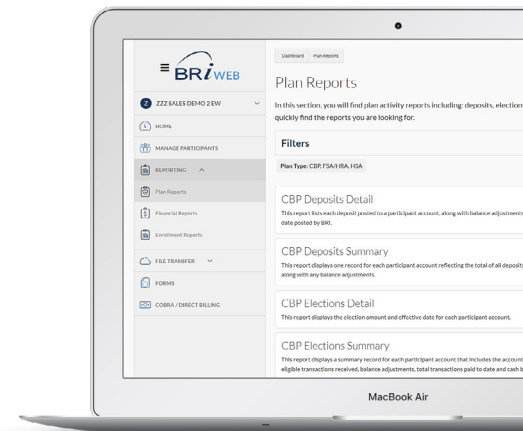 BRiWEB
Dashboard Plan Reports
Plan Reports
In this section, you will find plan activity reports including: deposits, election
quickly find the reports you are looking for.
Z ZZZ SALES DEMO 2 EW
HOME
MANAGE PARTICIPANTS
REPORTING
Plan Reports
Financial Reports
Enrollment Reports
FILE TRANSFER
FORMS
COBRA / DIRECT BILLING
Filters
Plan Type: CBP, FSA/HRA, HSA
CBP Deposits Detail
This report lists each deposit posted to a participant account, along with balance adjustments
date posted by BRI.
CBP Deposits Summary
This report displays one record for each participant account reflecting the total of all deposits
along with any balance adjustments.
CBP Elections Detail
This report displays the election amount and effective date for each participant account.
CBP Elections Summary
This report displays a summary record for each participant account that includes the account
eligible transactions received, balance adjustments, total transactions paid to date and cash b
MacBook Air